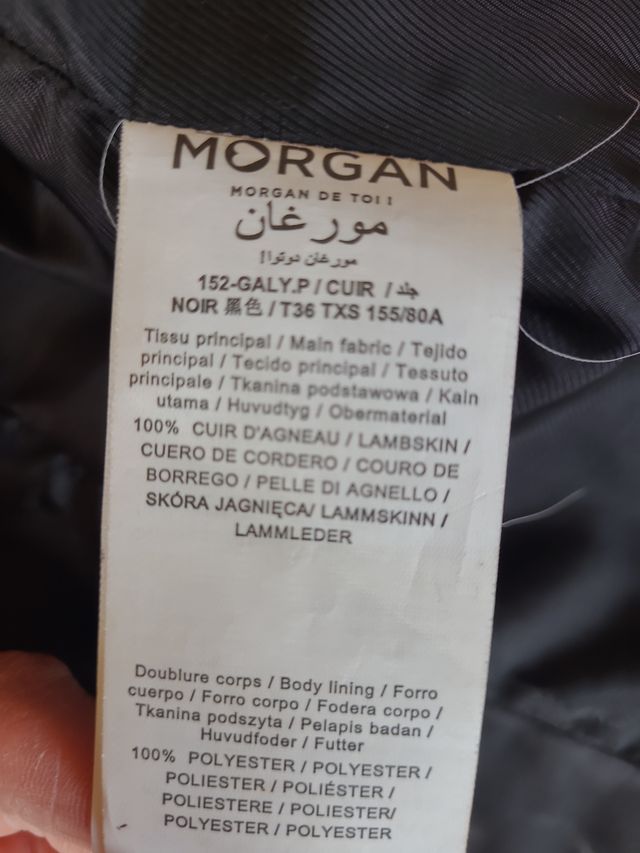 MORGAN
MORGAN DE TOI !
مورغان
مورغان دوتوا!
152-GALY.P / CUIR / جلد
NOIR 黑色 / T36 TXS 155/80A
Tissu principal / Main fabric / Tejido
principal / Tecido principal / Tessuto
principale / Tkanina podstawowa / Kain
utama / Huvudtyg / Obermaterial
100% CUIR D'AGNEAU / LAMBSKIN /
CUERO DE CORDERO / COURO DE
BORREGO / PELLE DI AGNELLO /
SKÓRA JAGNIĘCA/ LAMMSKINN /
LAMMLEDER
Doublure corps / Body lining / Forro
cuerpo / Forro corpo / Fodera corpo /
Tkanina podszyta / Pelapis badan /
Huvudfoder / Futter
100% POLYESTER / POLYESTER /
POLIESTER / POLIÉSTER /
POLIESTERE / POLIESTER/
POLYESTER / POLYESTER